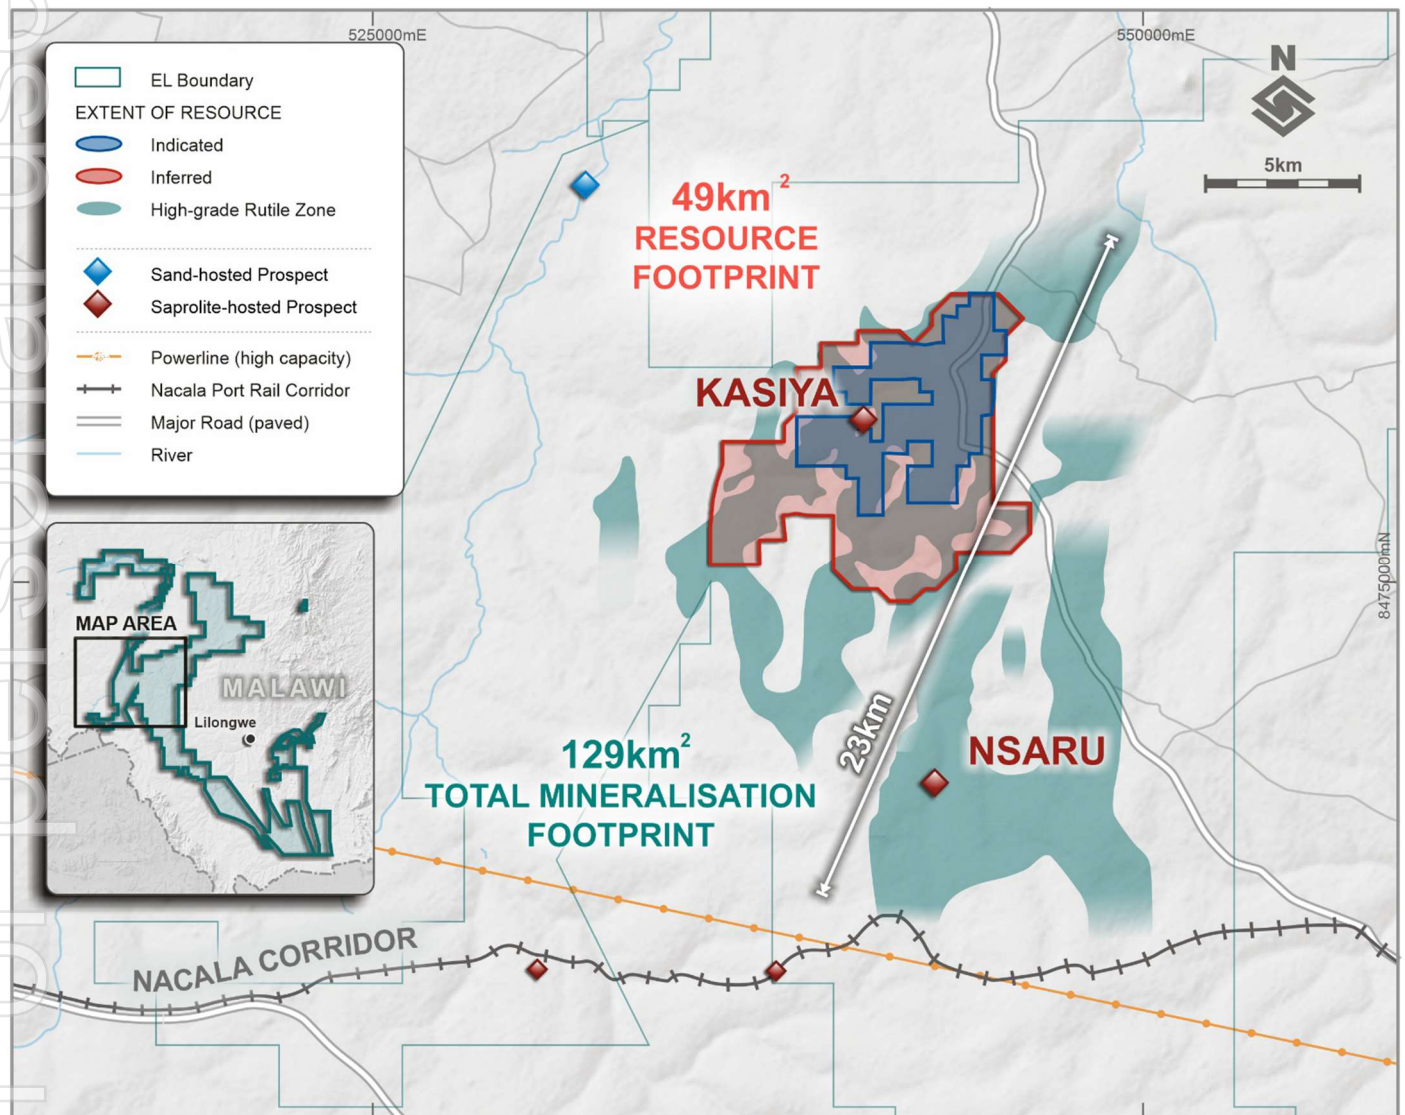 525000mE
550000mE
EL Boundary
EXTENT OF RESOURCE
Indicated
Inferred
High-grade Rutile Zone
Sand-hosted Prospect
Saprolite-hosted Prospect
Powerline (high capacity)
Nacala Port Rail Corridor
Major Road (paved)
River
N
5km
49km²
RESOURCE
FOOTPRINT
KASIYA
8475000mN
MAP AREA
MALAWI
Lilongwe
23km
NSARU
129km²
TOTAL MINERALISATION
FOOTPRINT
NACALA CORRIDOR